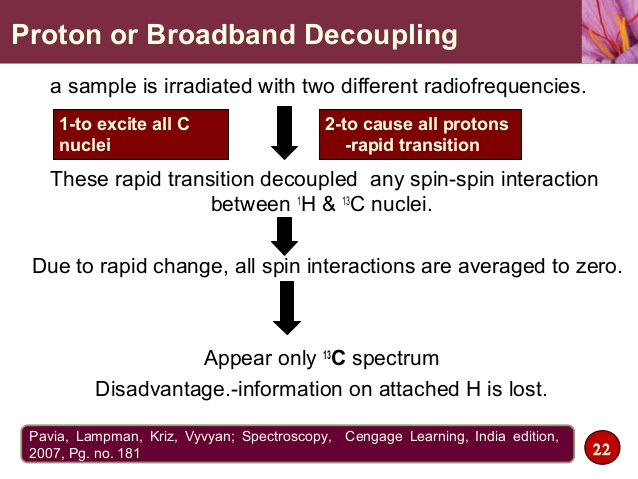 Proton or Broadband Decoupling
a sample is irradiated with two different radiofrequencies.
1-to excite all C
nuclei
2-to cause all protons
-rapid transition
These rapid transition decoupled any spin-spin interaction
between ¹H & ¹³C nuclei.
Due to rapid change, all spin interactions are averaged to zero.
Appear only ¹³C spectrum
Disadvantage.-information on attached H is lost.
Pavia, Lampman, Kriz, Vyvyan; Spectroscopy, Cengage Learning, India edition,
2007, Pg. no. 181
22